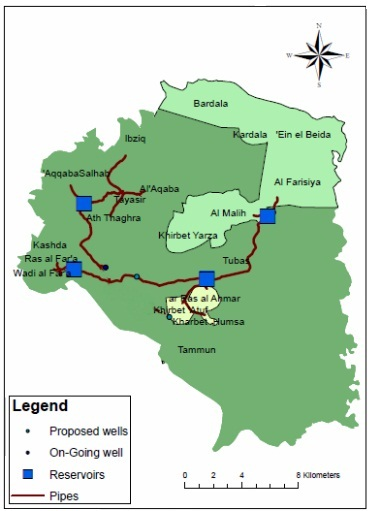 N
W E
S
Bardala
Ibziq
Kardala 'Ein el Beida
'AqqabaSalhab
Al'Aqaba
Tayasir
Al Farisiya
Ath Thaghra
Al Malih
Khirbet Yarza
Kashda
Ras al Far'a
Tubas
Wadi al Far'a
ar Ras al Ahmar
Khirbet 'Atuf
Kharbet Humsa
Tammun
Legend
Proposed wells
On-Going well
Reservoirs
Pipes
0 2 4 8 Kilometers